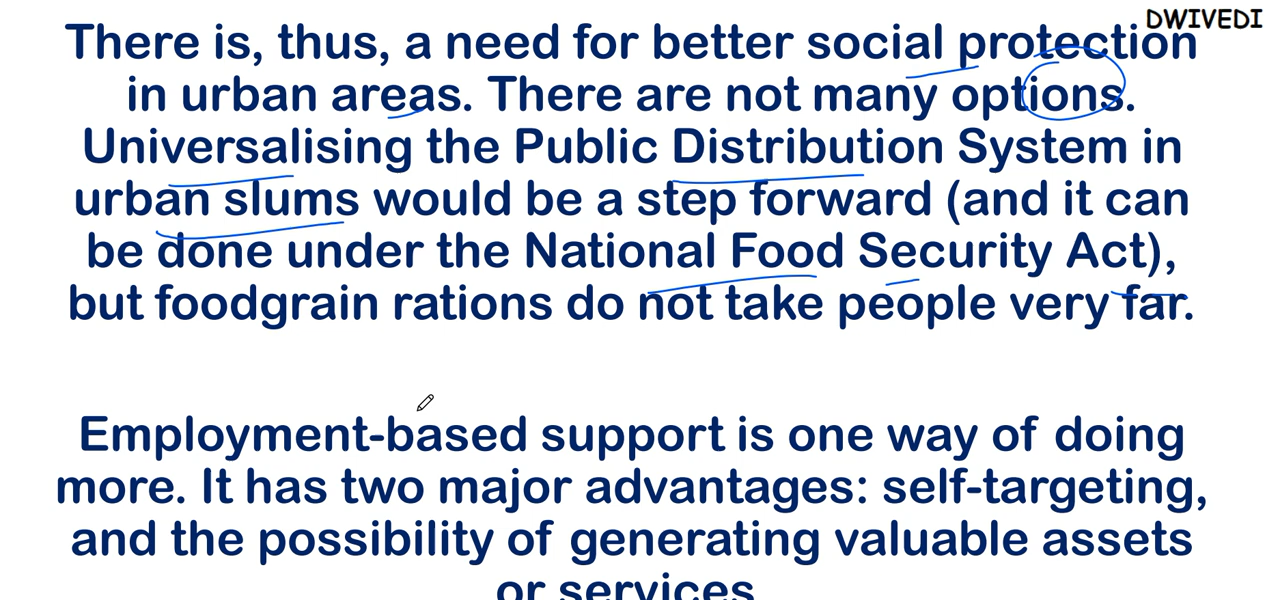 DWIVEDI
There is, thus, a need for better social protection
in urban areas. There are not many options.
Universalising the Public Distribution System in
urban slums would be a step forward (and it can
be done under the National Food Security Act),
but foodgrain rations do not take people very far.
Employment-based support is one way of doing
more. It has two major advantages: self-targeting,
and the possibility of generating valuable assets
or services